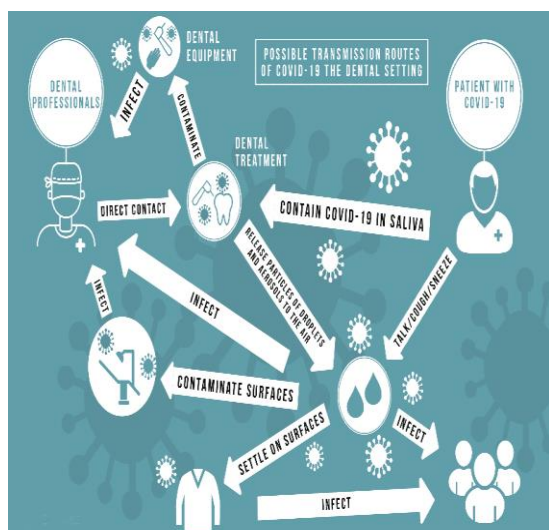 DENTAL
EQUIPMENT
POSSIBLE TRANSMISSION ROUTES
OF COVID-19 THE DENTAL SETTING
DENTAL
PROFESSIONALS
PATIENT WITH
COVID-19
INFECT
CONTAMINATE
DENTAL
TREATMENT
DIRECT CONTACT
CONTAIN COVID-19 IN SALIVA
RELEASE PARTICLES OF DROPLETS
AND AEROSOLS TO THE AIR
TALK/COUGH/SNEEZE
INFECT
INFECT
CONTAMINATE SURFACES
SETTLE ON SURFACES
INFECT
INFECT